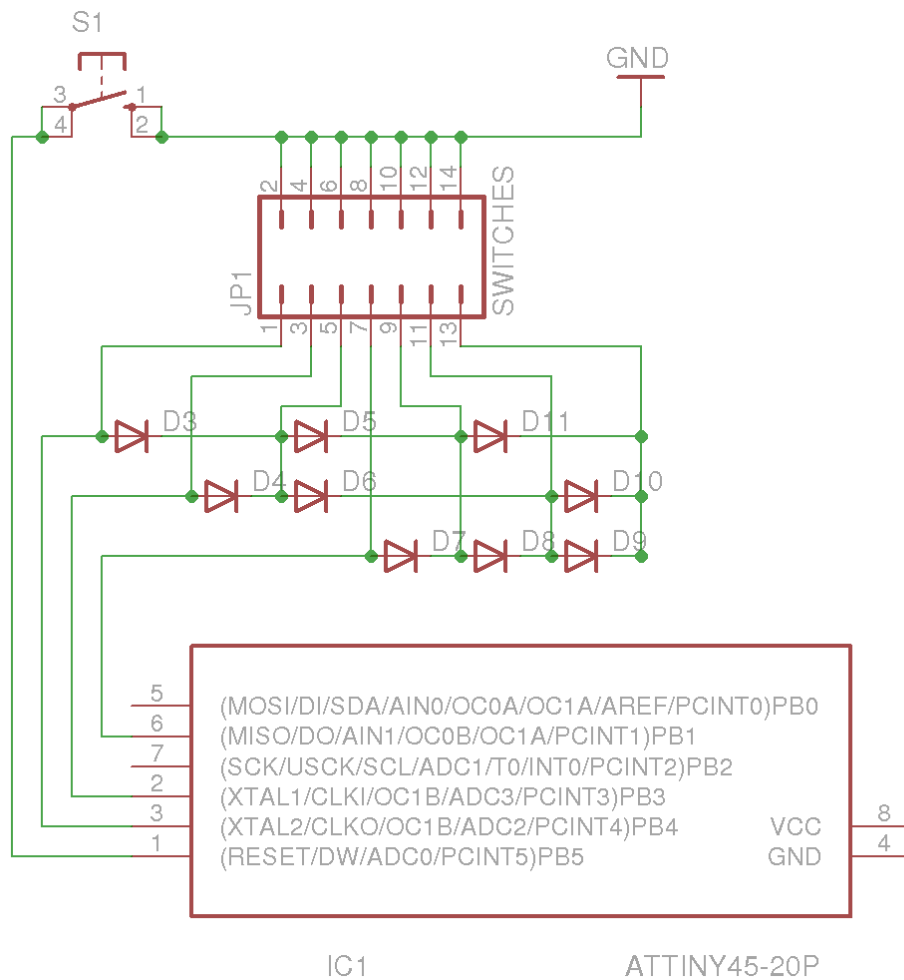 S1
GND
3 1
4 2
2 4 6 8 10 12 14
SWITCHES
JP1
1 3 5 7 9 11 13
D3 D5 D11
D4 D6 D10
D7 D8 D9
5 (MOSI/DI/SDA/AIN0/OC0A/OC1A/AREF/PCINT0)PB0
6 (MISO/DO/AIN1/OC0B/OC1A/PCINT1)PB1
7 (SCK/USCK/SCL/ADC1/T0/INT0/PCINT2)PB2
2 (XTAL1/CLKI/OC1B/ADC3/PCINT3)PB3
3 (XTAL2/CLKO/OC1B/ADC2/PCINT4)PB4 VCC 8
1 (RESET/DW/ADC0/PCINT5)PB5 GND 4
IC1 ATTINY45-20P